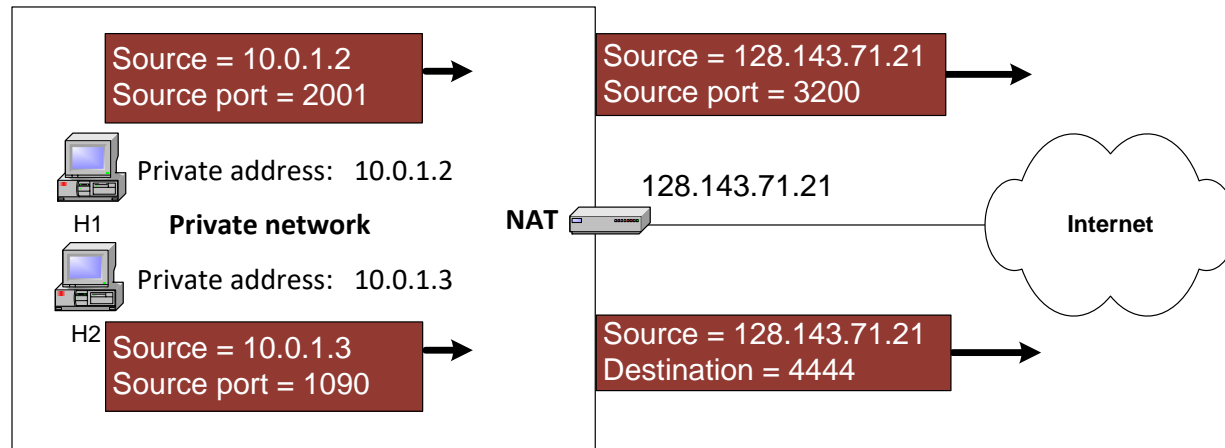 Source = 10.0.1.2
Source port = 2001
Source = 128.143.71.21
Source port = 3200
Private address: 10.0.1.2
H1
128.143.71.21
Private network
NAT
Internet
Private address: 10.0.1.3
H2
Source = 10.0.1.3
Source port = 1090
Source = 128.143.71.21
Destination = 4444